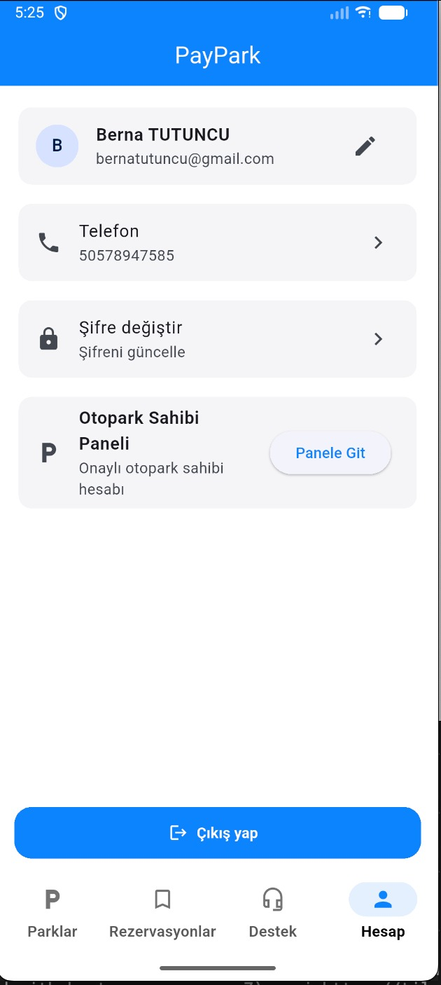 5:25
PayPark
B
Berna TUTUNCU
bernatutuncu@gmail.com
Telefon
50578947585
Şifre değiştir
Şifreni güncelle
P
Otopark Sahibi
Paneli
Onaylı otopark sahibi
hesabı
Panele Git
Çıkış yap
P
Parklar
Rezervasyonlar
Destek
Hesap